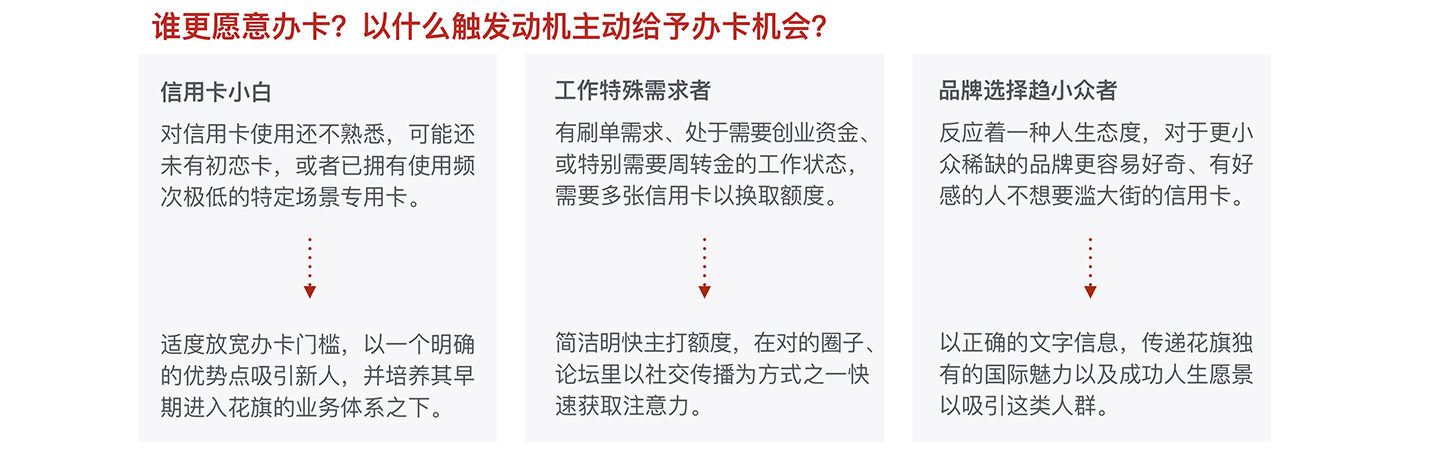 谁更愿意办卡？以什么触发动机主动给予办卡机会？
信用卡小白
对信用卡使用还不熟悉，可能还
未有初恋卡，或者已拥有使用频
次极低的特定场景专用卡。
适度放宽办卡门槛，以一个明确
的优势点吸引新人，并培养其早
期进入花旗的业务体系之下。
工作特殊需求者
有刷单需求、处于需要创业资金、
或特别需要周转金的工作状态，
需要多张信用卡以换取额度。
简洁明快主打额度，在对的圈子、
论坛里以社交传播为方式之一快
速获取注意力。
品牌选择趋小众者
反应着一种人生态度，对于更小
众稀缺的品牌更容易好奇、有好
感的人不想要滥大街的信用卡。
以正确的文字信息，传递花旗独
有的国际魅力以及成功人生愿景
以吸引这类人群。